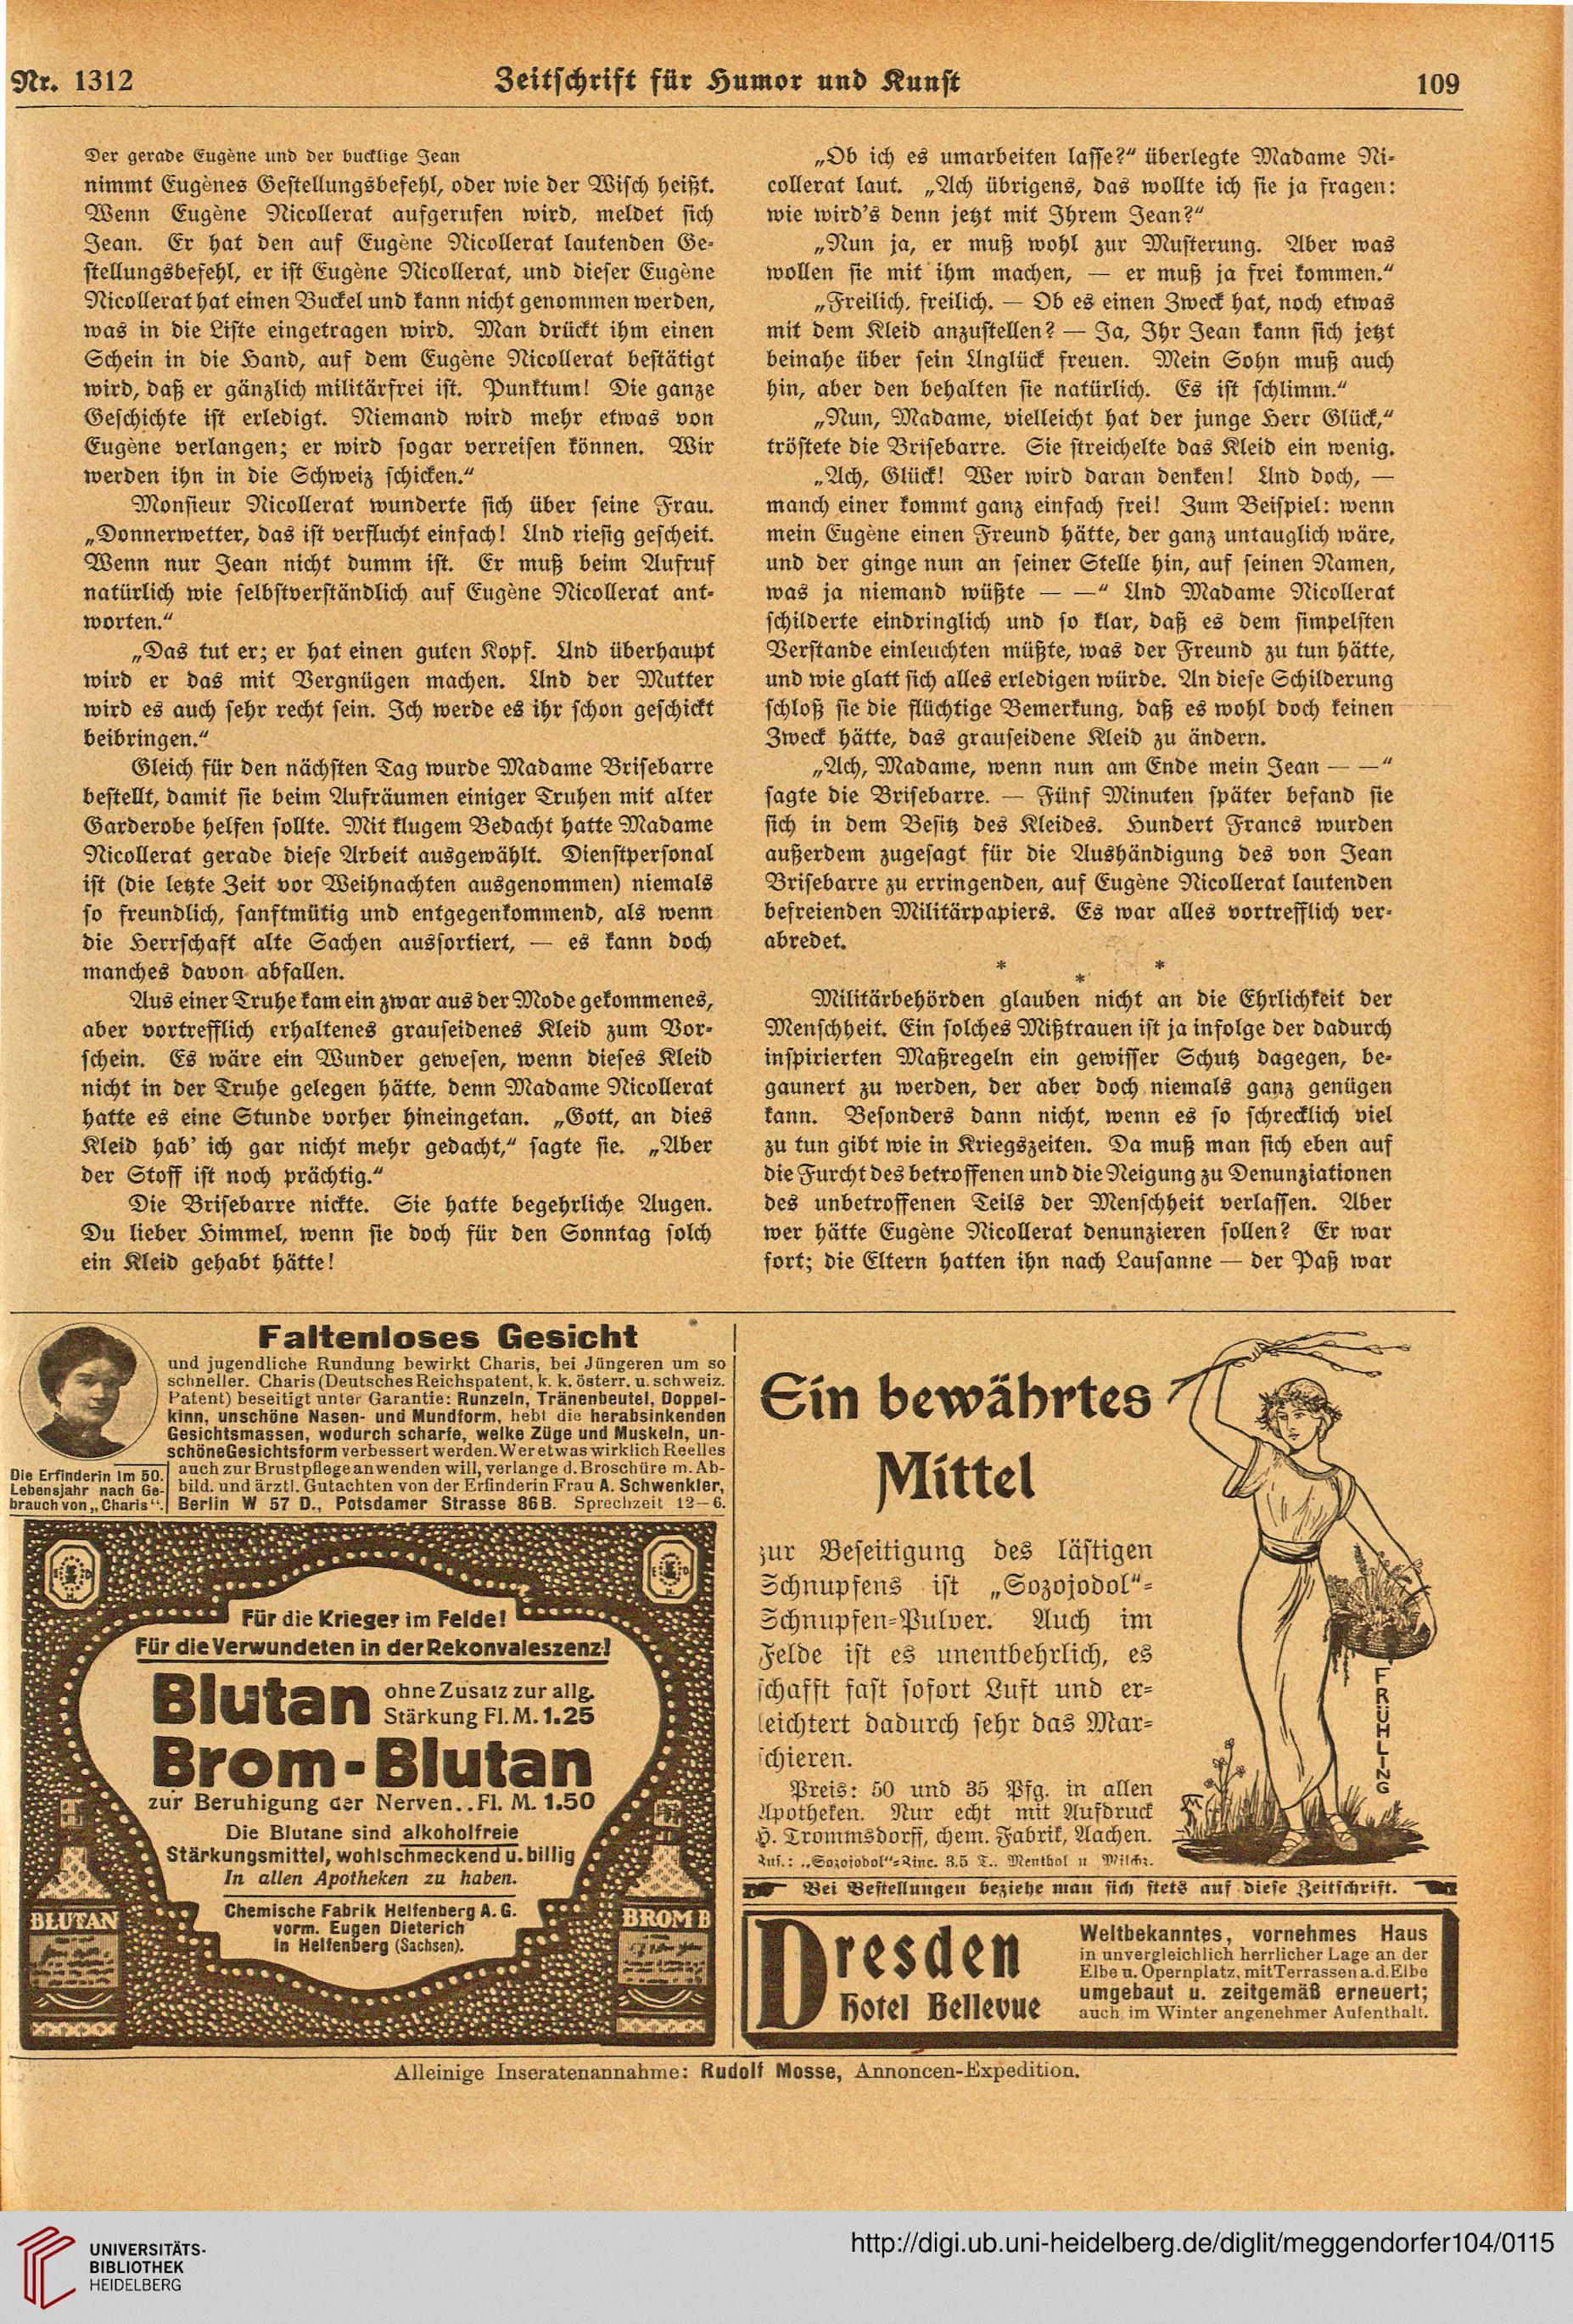 Nr. 1312
Zeitschrift für Humor und Kunst
109
Der gerade Eugène und der bucklige Jean
nimmt Eugènes Gestellungsbefehl, oder wie der Wisch heißt.
Wenn Eugène Nicollerat aufgerufen wird, meldet sich
Jean. Er hat den auf Eugène Nicollerat lautenden Ge-
stellungsbefehl, er ist Eugène Nicollerat, und dieser Eugène
Nicollerat hat einen Buckel und kann nicht genommen werden,
was in die Liste eingetragen wird. Man drückt ihm einen
Schein in die Hand, auf dem Eugène Nicollerat bestätigt
wird, daß er gänzlich militärfrei ist. Punktum! Die ganze
Geschichte ist erledigt. Niemand wird mehr etwas von
Eugène verlangen; er wird sogar verreisen können. Wir
werden ihn in die Schweiz schicken.“
Monsieur Nicollerat wunderte sich über seine Frau.
„Donnerwetter, das ist verflucht einfach! Und riesig gescheit.
Wenn nur Jean nicht dumm ist. Er muß beim Aufruf
natürlich wie selbstverständlich auf Eugène Nicollerat ant-
worten.“
„Das tut er; er hat einen guten Kopf. Und überhaupt
wird er das mit Vergnügen machen. Und der Mutter
wird es auch sehr recht sein. Ich werde es ihr schon geschickt
beibringen.“
Gleich für den nächsten Tag wurde Madame Brisebarre
bestellt, damit sie beim Aufräumen einiger Truhen mit alter
Garderobe helfen sollte. Mit klugem Bedacht hatte Madame
Nicollerat gerade diese Arbeit ausgewählt. Dienstpersonal
ist (die letzte Zeit vor Weihnachten ausgenommen) niemals
so freundlich, sanftmütig und entgegenkommend, als wenn
die Herrschaft alte Sachen aussortiert, — es kann doch
manches davon abfallen.
Aus einer Truhe kam ein zwar aus der Mode gekommenes,
aber vortrefflich erhaltenes grauseidenes Kleid zum Vor-
schein. Es wäre ein Wunder gewesen, wenn dieses Kleid
nicht in der Truhe gelegen hätte, denn Madame Nicollerat
hatte es eine Stunde vorher hineingetan. „Gott, an dies
Kleid hab' ich gar nicht mehr gedacht,“ sagte sie. „Aber
der Stoff ist noch prächtig.“
Die Brisebarre nickte. Sie hatte begehrliche Augen.
Du lieber Himmel, wenn sie doch für den Sonntag solch
ein Kleid gehabt hätte!
„Ob ich es umarbeiten lasse?“ überlegte Madame Ni-
collerat laut. „Ach übrigens, das wollte ich sie ja fragen:
wie wird's denn jetzt mit Ihrem Jean?“
„Nun ja, er muß wohl zur Musterung. Aber was
wollen sie mit ihm machen, — er muß ja frei kommen.“
„Freilich, freilich. — Ob es einen Zweck hat, noch etwas
mit dem Kleid anzustellen? — Ja, Ihr Jean kann sich jetzt
beinahe über sein Unglück freuen. Mein Sohn muß auch
hin, aber den behalten sie natürlich. Es ist schlimm.“
„Nun, Madame, vielleicht hat der junge Herr Glück,“
tröstete die Brisebarre. Sie streichelte das Kleid ein wenig.
„Ach, Glück! Wer wird daran denken! Und doch, —
manch einer kommt ganz einfach frei! Zum Beispiel: wenn
mein Eugène einen Freund hätte, der ganz untauglich wäre,
und der ginge nun an seiner Stelle hin, auf seinen Namen,
was ja niemand wüßte — —“ Und Madame Nicollerat
schilderte eindringlich und so klar, daß es dem simpelsten
Verstande einleuchten müßte, was der Freund zu tun hätte,
und wie glatt sich alles erledigen würde. An diese Schilderung
schloß sie die flüchtige Bemerkung, daß es wohl doch keinen
Zweck hätte, das grauseidene Kleid zu ändern.
„Ach, Madame, wenn nun am Ende mein Jean — —“
sagte die Brisebarre. — Fünf Minuten später befand sie
sich in dem Besitz des Kleides. Hundert Francs wurden
außerdem zugesagt für die Aushändigung des von Jean
Brisebarre zu erringenden, auf Eugène Nicollerat lautenden
befreienden Militärpapiers. Es war alles vortrefflich ver-
abredet.
* * *
Militärbehörden glauben nicht an die Ehrlichkeit der
Menschheit. Ein solches Mißtrauen ist ja infolge der dadurch
inspirierten Maßregeln ein gewisser Schutz dagegen, be-
gaunert zu werden, der aber doch niemals ganz genügen
kann. Besonders dann nicht, wenn es so schrecklich viel
zu tun gibt wie in Kriegszeiten. Da muß man sich eben auf
die Furcht des betroffenen und die Neigung zu Denunziationen
des unbetroffenen Teils der Menschheit verlassen. Aber
wer hätte Eugène Nicollerat denunzieren sollen? Er war
fort; die Eltern hatten ihn nach Lausanne — der Paß war
Faltenloses Gesicht
und jugendliche Rundung bewirkt Charis, bei Jüngeren um so
schneller. Charis (Deutsches Reichspatent, k. k. österr. u. schweiz.
Patent) beseitigt unter Garantie: Runzeln, Tränenbeutel, Doppel-
kinn, unschöne Nasen- und Mundform, hebt die herabsinkenden
Gesichtsmassen, wodurch scharfe, welke Züge und Muskeln, un-
schöne Gesichtsform verbessert werden. Wer etwas wirklich Reelles
auch zur Brustpflege anwenden will, verlange d. Broschüre m. Ab-
bild. und ärztl. Gutachten von der Erfinderin Frau A. Schwenkler,
Berlin W 57 D., Potsdamer Strasse 86 B. Sprechzeit 12—6.
Die Erfinderin im 50.
Lebensjahr nach Ge-
brauch von „Charis“.
Für die Krieger im Felde!
Für die Verwundeten in der Rekonvaleszenz!
Blutan ohne Zusatz zur allg.
Stärkung Fl. M. 1.25
Brom-Blutan
zur Beruhigung der Nerven. . Fl. M. 1.50
Die Blutane sind alkoholfreie
Stärkungsmittel, wohlschmeckend u. billig
In allen Apotheken zu haben.
Chemische Fabrik Helfenberg A. G.
vorm. Eugen Dieterich
in Helfenberg (Sachsen).
BLUTAN
BROM B
Ein bewährtes
Mittel
zur Beseitigung des lästigen
Schnupfens ist „Sozojodol“-
Schnupfen-Pulver. Auch im
Felde ist es unentbehrlich, es
schafft fast sofort Luft und er-
leichtert dadurch sehr das Mar-
schieren.
Preis: 50 und 35 Pfg. in allen
Apotheken. Nur echt mit Aufdruck
H. Trommsdorff, chem. Fabrik, Aachen.
Zus.: „Sozojodol“-Zinc. 3.5 T., Menthol u. Milchz.
FRÜHLING
Bei Bestellungen beziehe man sich stets auf diese Zeitschrift.
Dresden
Hotel Bellevue
Weltbekanntes, vornehmes Haus
in unvergleichlich herrlicher Lage an der
Elbe u. Opernplatz, mit Terrassen a. d. Elbe
umgebaut u. zeitgemäß erneuert;
auch im Winter angenehmer Aufenthalt.
Alleinige Inseratenannahme: Rudolf Mosse, Annoncen-Expedition.
UNIVERSITÄTS-
BIBLIOTHEK
HEIDELBERG
http://digi.ub.uni-heidelberg.de/diglit/meggendorfer104/0115